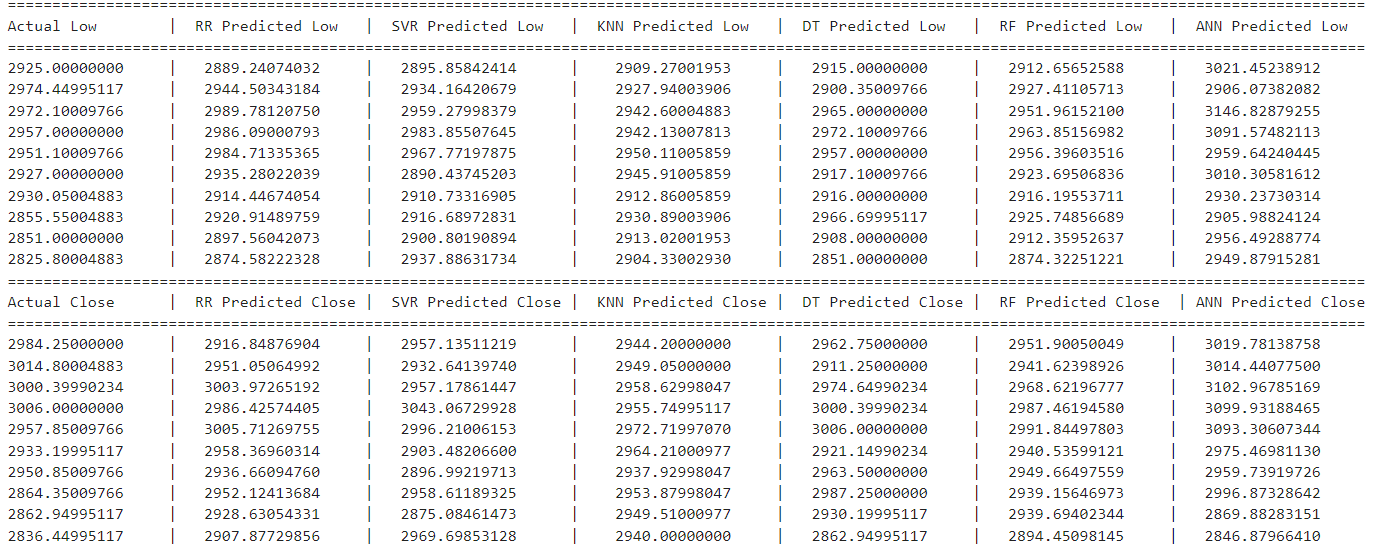 ====================================================================================================================================================
Actual Low | RR Predicted Low | SVR Predicted Low | KNN Predicted Low | DT Predicted Low | RF Predicted Low | ANN Predicted Low
====================================================================================================================================================
2925.00000000 | 2889.24074032 | 2895.85842414 | 2909.27001953 | 2915.00000000 | 2912.65652588 | 3021.45238912
2974.44995117 | 2944.50343184 | 2934.16420679 | 2927.94003906 | 2900.35009766 | 2927.41105713 | 2906.07382082
2972.10009766 | 2989.78120750 | 2959.27998379 | 2942.60004883 | 2965.00000000 | 2951.96152100 | 3146.82879255
2957.00000000 | 2986.09000793 | 2983.85507645 | 2942.13007813 | 2972.10009766 | 2963.85156982 | 3091.57482113
2951.10009766 | 2984.71335365 | 2967.77197875 | 2950.11005859 | 2957.00000000 | 2956.39603516 | 2959.64240445
2927.00000000 | 2935.28022039 | 2890.43745203 | 2945.91005859 | 2917.10009766 | 2923.69506836 | 3010.30581612
2930.05004883 | 2914.44674054 | 2910.73316905 | 2912.86005859 | 2916.00000000 | 2916.19553711 | 2930.23730314
2855.55004883 | 2920.91489759 | 2916.68972831 | 2930.89003906 | 2966.69995117 | 2925.74856689 | 2905.98824124
2851.00000000 | 2897.56042073 | 2900.80190894 | 2913.02001953 | 2908.00000000 | 2912.35952637 | 2956.49288774
2825.80004883 | 2874.58222328 | 2937.88631734 | 2904.33002930 | 2851.00000000 | 2874.32251221 | 2949.87915281
====================================================================================================================================================
Actual Close | RR Predicted Close | SVR Predicted Close | KNN Predicted Close | DT Predicted Close | RF Predicted Close | ANN Predicted Close
====================================================================================================================================================
2984.25000000 | 2916.84876904 | 2957.13511219 | 2944.20000000 | 2962.75000000 | 2951.90050049 | 3019.78138758
3014.80004883 | 2951.05064992 | 2932.64139740 | 2949.05000000 | 2911.25000000 | 2941.62398926 | 3014.44077500
3000.39990234 | 3003.97265192 | 2957.17861447 | 2958.62998047 | 2974.64990234 | 2968.62196777 | 3102.96785169
3006.00000000 | 2986.42574405 | 3043.06729928 | 2955.74995117 | 3000.39990234 | 2987.46194580 | 3099.93188465
2957.85009766 | 3005.71269755 | 2996.21006153 | 2972.71997070 | 3006.00000000 | 2991.84497803 | 3093.30607344
2933.19995117 | 2958.36960314 | 2903.48206600 | 2964.21000977 | 2921.14990234 | 2940.53599121 | 2975.46981130
2950.85009766 | 2936.66094760 | 2896.99219713 | 2937.92998047 | 2963.50000000 | 2949.66497559 | 2959.73919726
2864.35009766 | 2952.12413684 | 2958.61189325 | 2953.87998047 | 2987.25000000 | 2939.15646973 | 2996.87328642
2862.94995117 | 2928.63054331 | 2875.08461473 | 2949.51000977 | 2930.19995117 | 2939.69402344 | 2869.88283151
2836.44995117 | 2907.87729856 | 2969.69853128 | 2940.00000000 | 2862.94995117 | 2894.45098145 | 2846.87966410